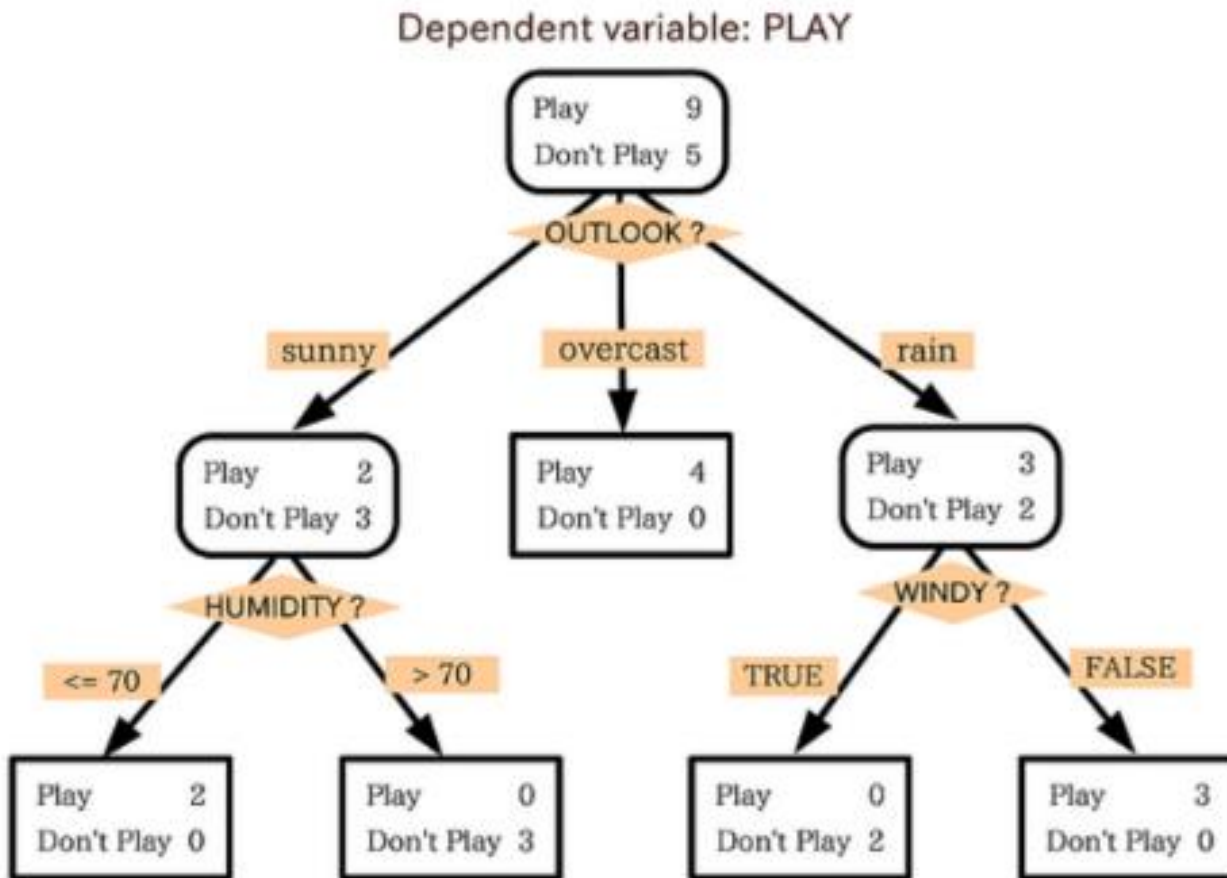 Dependent variable: PLAY
Play 9
Don't Play 5
OUTLOOK ?
sunny
overcast
rain
Play 2
Don't Play 3
Play 4
Don't Play 0
Play 3
Don't Play 2
HUMIDITY ?
WINDY ?
<= 70
> 70
TRUE
FALSE
Play 2
Don't Play 0
Play 0
Don't Play 3
Play 0
Don't Play 2
Play 3
Don't Play 0